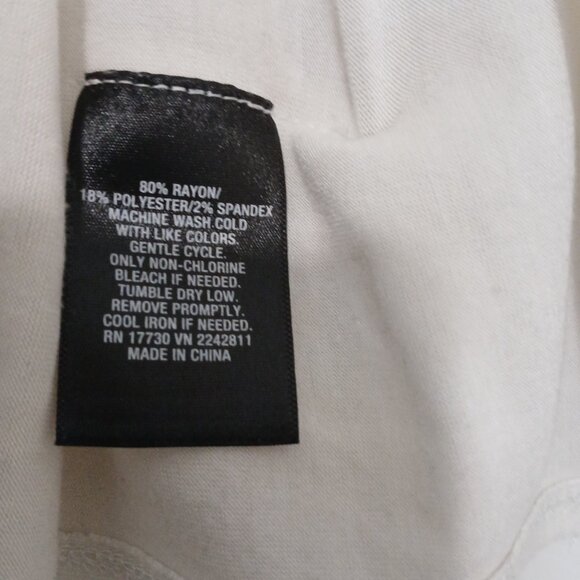 80% RAYON/
18% POLYESTER/2% SPANDEX
MACHINE WASH COLD
WITH LIKE COLORS.
GENTLE CYCLE.
ONLY NON-CHLORINE
BLEACH IF NEEDED.
TUMBLE DRY LOW.
REMOVE PROMPTLY.
COOL IRON IF NEEDED.
RN 17730 VN 2242811
MADE IN CHINA